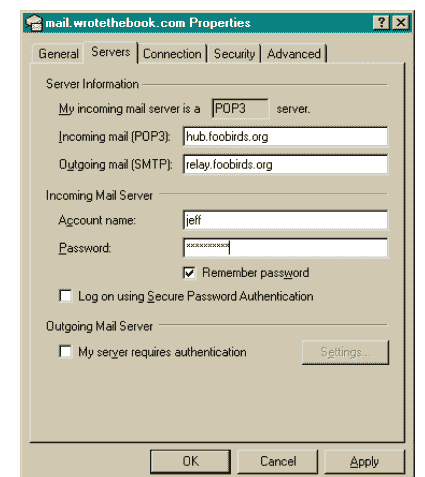 mail.wrotethebook.com Properties
General Servers Connection Security Advanced
Server Information
My incoming mail server is a POP3 server.
Incoming mail (POP3): hub.foobirds.org
Outgoing mail (SMTP): relay.foobirds.org
Incoming Mail Server
Account name: jeff
Password: xxxxxxxxxx
Remember password
Log on using Secure Password Authentication
Outgoing Mail Server
My server requires authentication Settings...
OK Cancel Apply